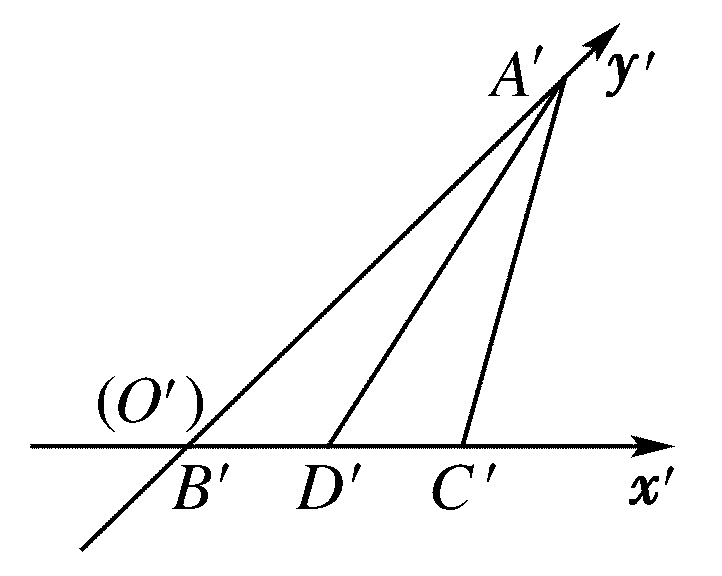 A′
y′
(O′)
B′ D′ C′ x′